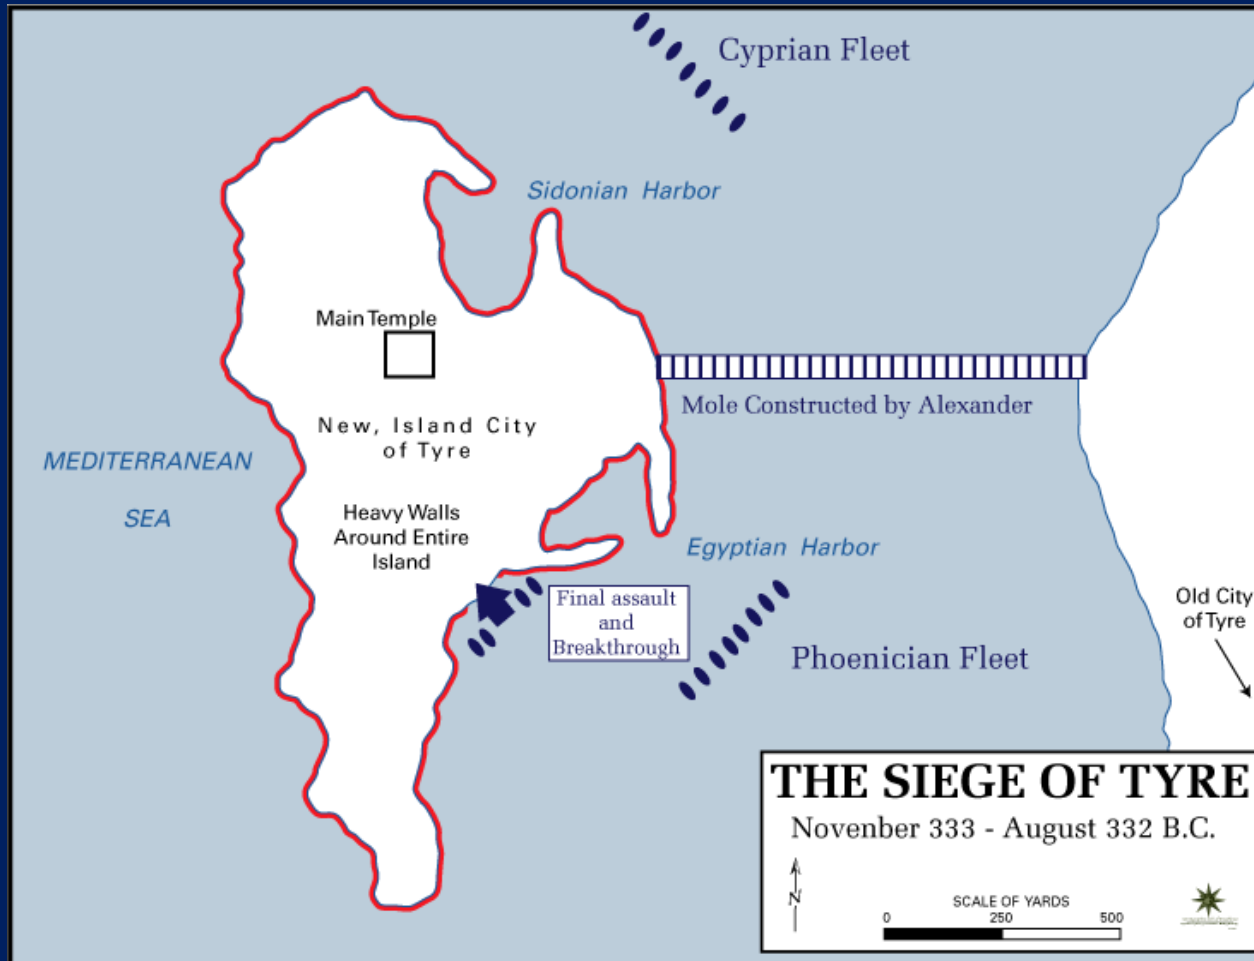 Cyprian Fleet
Sidonian Harbor
Main Temple
Mole Constructed by Alexander
New, Island City
of Tyre
MEDITERRANEAN
SEA
Heavy Walls
Around Entire
Island
Egyptian Harbor
Final assault
and
Breakthrough
Phoenician Fleet
Old City
of Tyre
THE SIEGE OF TYRE
Novenber 333 - August 332 B.C.
N
SCALE OF YARDS
0 250 500